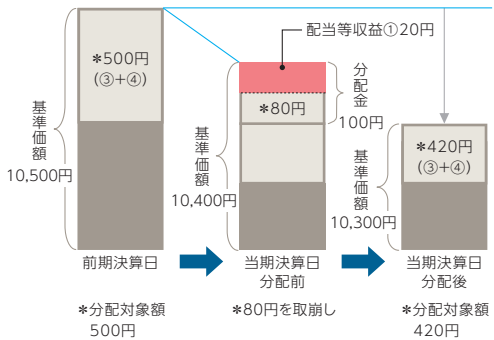 配当等収益①20円
*500円
(③+④)
分配金
*80円
100円
基準価額
10,500円
基準価額
10,400円
基準価額
10,300円
*420円
(③+④)
前期決算日
当期決算日
分配前
当期決算日
分配後
*分配対象額
500円
*80円を取崩し
*分配対象額
420円